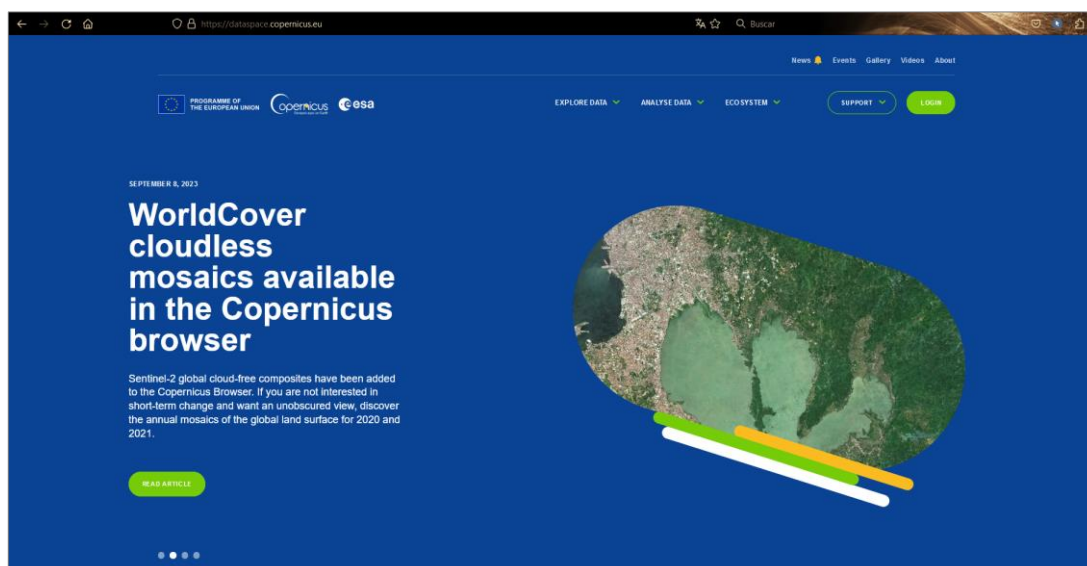 https://dataspace.copernicus.eu
Buscar
News Events Gallery Videos About
PROGRAMME OF
THE EUROPEAN UNION
opernicus
esa
EXPLORE DATA ANALYSE DATA ECOSYSTEM SUPPORT LOGIN
SEPTEMBER 8, 2023
WorldCover
cloudless
mosaics available
in the Copernicus
browser
Sentinel-2 global cloud-free composites have been added
to the Copernicus Browser. If you are not interested in
short-term change and want an unobscured view, discover
the annual mosaics of the global land surface for 2020 and
2021.
READ ARTICLE